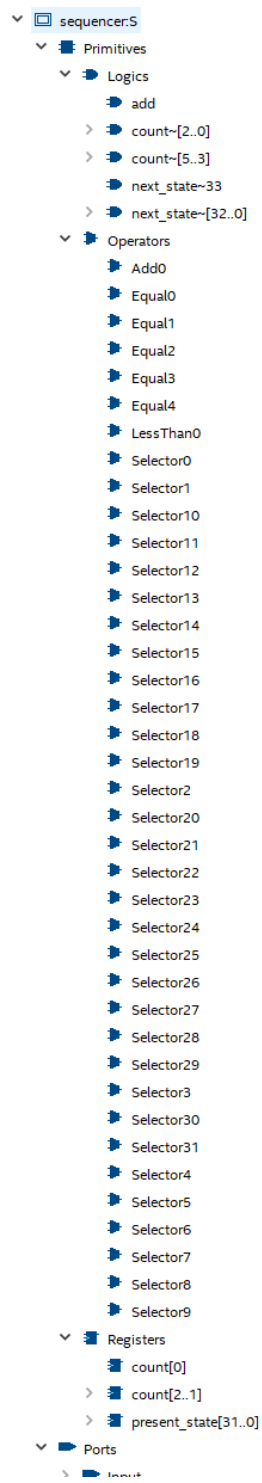 sequencer:S
Primitives
Logics
add
count~[2..0]
count~[5..3]
next_state~33
next_state~[32..0]
Operators
Add0
Equal0
Equal1
Equal2
Equal3
Equal4
LessThan0
Selector0
Selector1
Selector10
Selector11
Selector12
Selector13
Selector14
Selector15
Selector16
Selector17
Selector18
Selector19
Selector2
Selector20
Selector21
Selector22
Selector23
Selector24
Selector25
Selector26
Selector27
Selector28
Selector29
Selector3
Selector30
Selector31
Selector4
Selector5
Selector6
Selector7
Selector8
Selector9
Registers
count[0]
count[2..1]
present_state[31..0]
Ports
Input